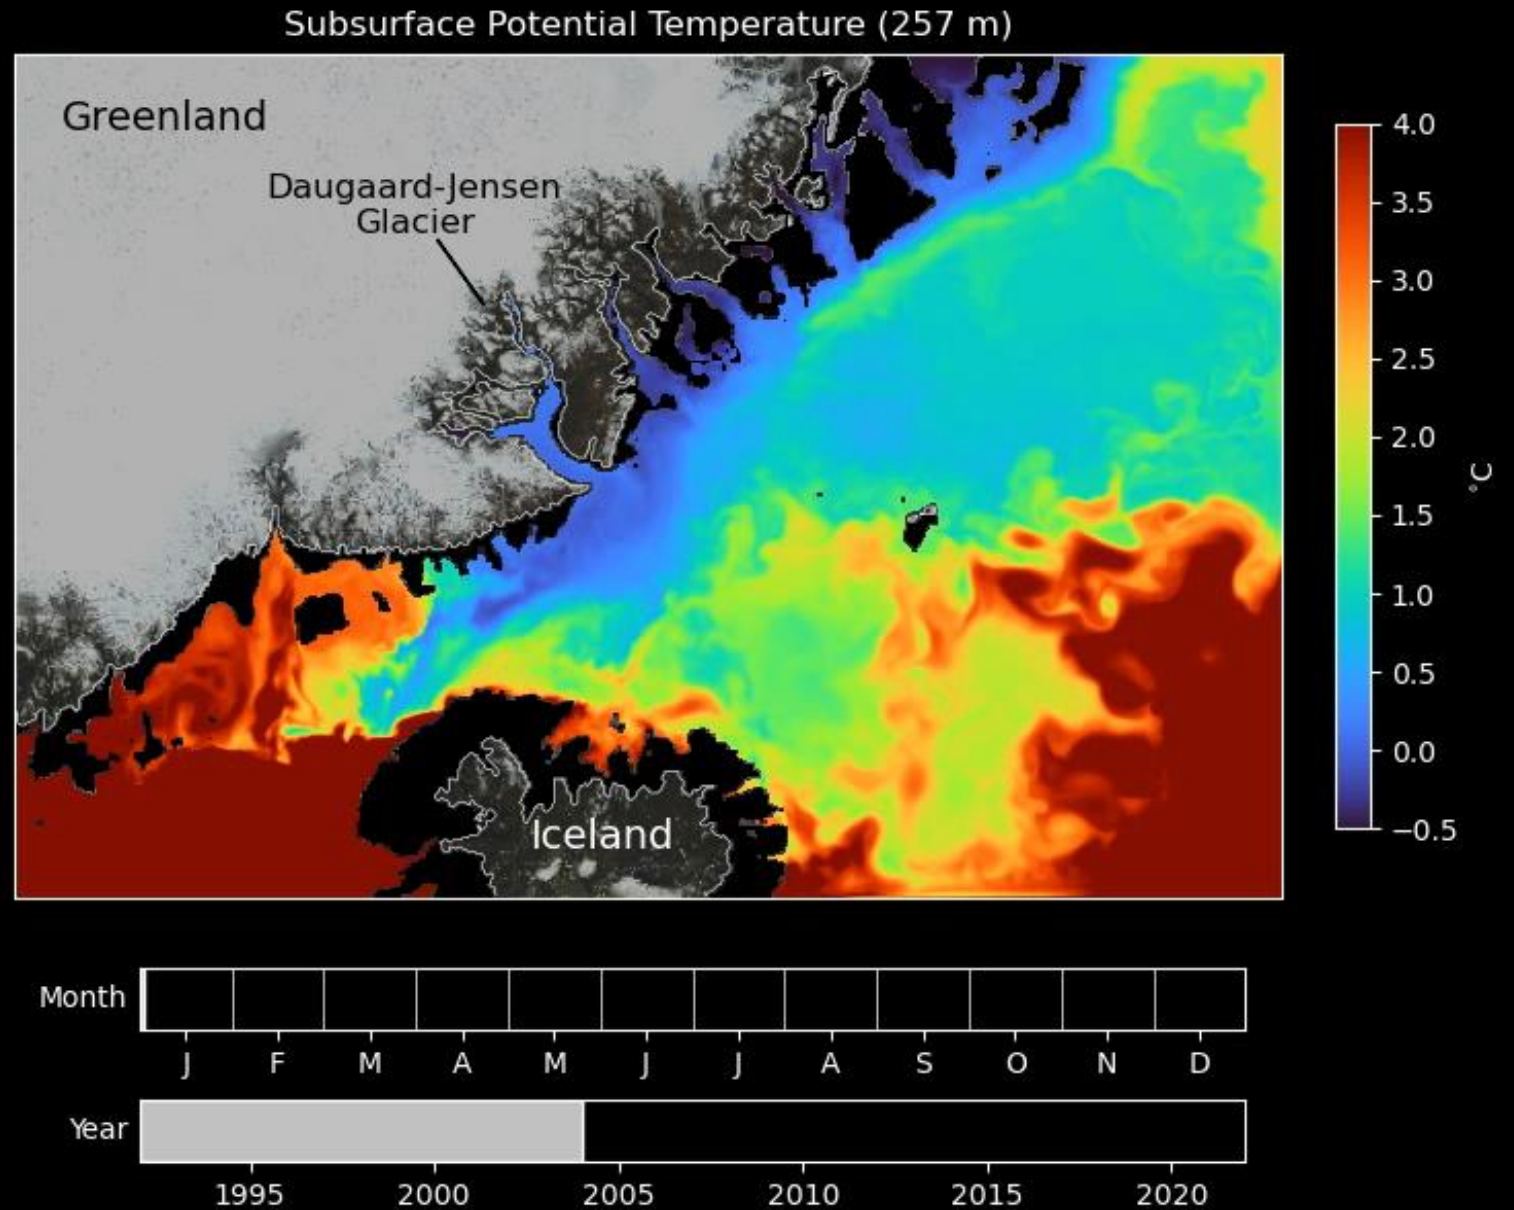 Subsurface Potential Temperature (257 m)
Greenland
Daugaard-Jensen
Glacier
Iceland
4.0
3.5
3.0
2.5
2.0
1.5
1.0
0.5
0.0
−0.5
°C
Month
J F M A M J J A S O N D
Year
1995 2000 2005 2010 2015 2020